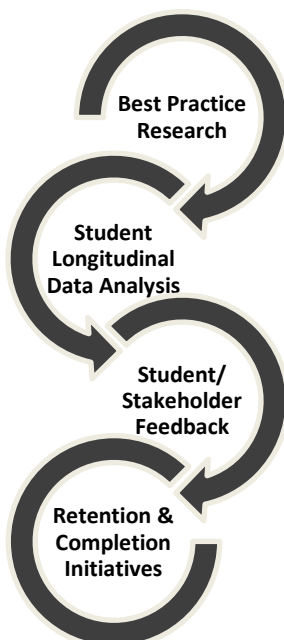 Best Practice
Research
Student
Longitudinal
Data Analysis
Student/
Stakeholder
Feedback
Retention &
Completion
Initiatives